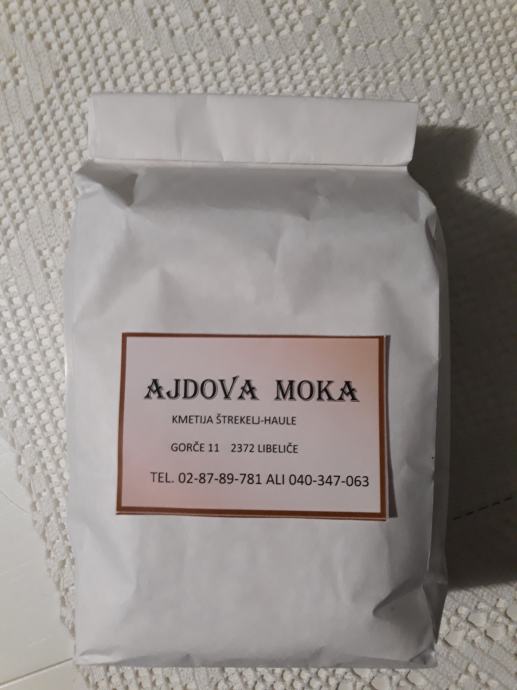 AJDOVA MOKA
KMETIJA ŠTREKELJ-HAULE
GORČE 11 2372 LIBELIČE
TEL. 02-87-89-781 ALI 040-347-063